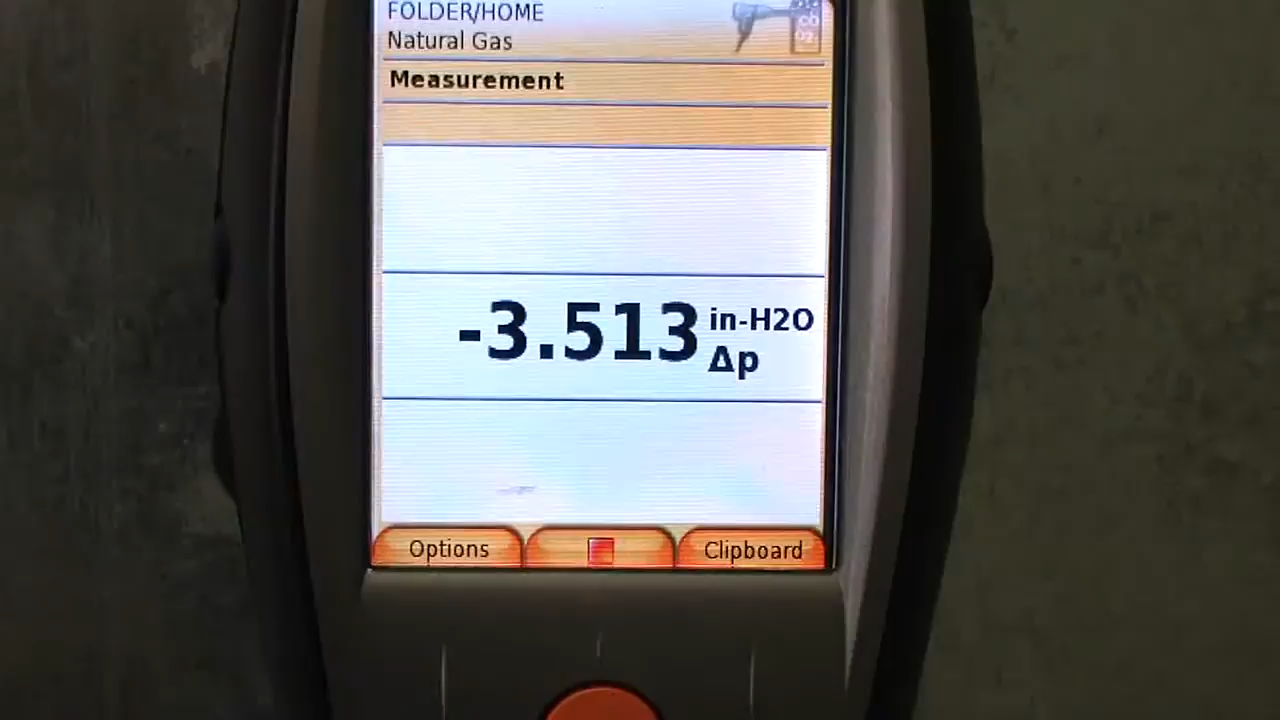 FOLDER/HOME
Natural Gas
Measurement
-3.513 in-H2O
Δp
Options
Clipboard